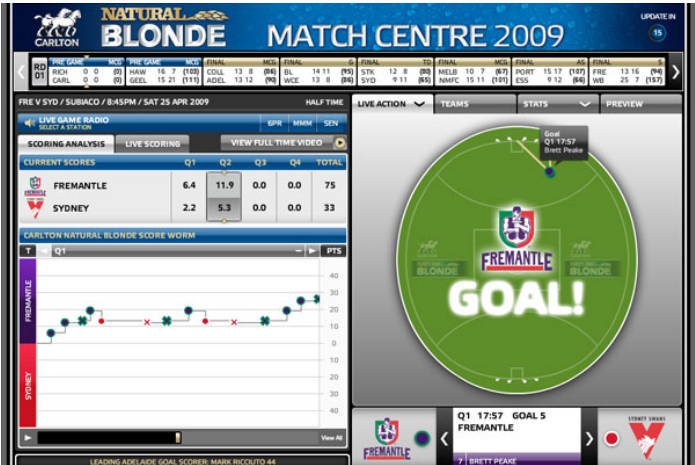 CARLTON
NATURAL
BLONDE
MATCH CENTRE 2009
UPDATE IN
15
RD
01
PRE GAME MCG
RICH 0 0 (0)
CARL 0 0 (0)
PRE GAME MCG
HAW 16 7 (103)
GEEL 15 21 (111)
FINAL MCG
COLL 13 8 (86)
ADEL 13 12 (90)
FINAL G
BL 14 11 (95)
WCE 13 8 (86)
FINAL TD
STK 12 8 (80)
SYD 9 11 (65)
FINAL MCG
MELB 10 7 (67)
NMFC 15 11 (101)
FINAL AS
PORT 15 17 (107)
ESS 9 12 (66)
FINAL S
FRE 13 16 (94)
WB 25 7 (157)
FRE V SYD / SUBIACO / 8:45PM / SAT 25 APR 2009
HALF TIME
LIVE GAME RADIO
SELECT A STATION
6PR MMM SEN
SCORING ANALYSIS
LIVE SCORING
VIEW FULL TIME VIDEO
CURRENT SCORES Q1 Q2 Q3 Q4 TOTAL
FREMANTLE 6.4 11.9 0.0 0.0 75
SYDNEY 2.2 5.3 0.0 0.0 33
CARLTON NATURAL BLONDE SCORE WORM
T Q1 PTS
FREMANTLE
SYDNEY
40
30
20
10
0
10
20
30
40
View All
LEADING ADELAIDE GOAL SCORER: MARK RICCIUTO 44
LIVE ACTION
TEAMS
STATS
PREVIEW
Goal
Q1 17:57
Brett Peake
FREMANTLE
GOAL!
BLONDE
BLONDE
FREMANTLE
Q1 17:57 GOAL 5
FREMANTLE
7 BRETT PEAKE
SYDNEY SWANS